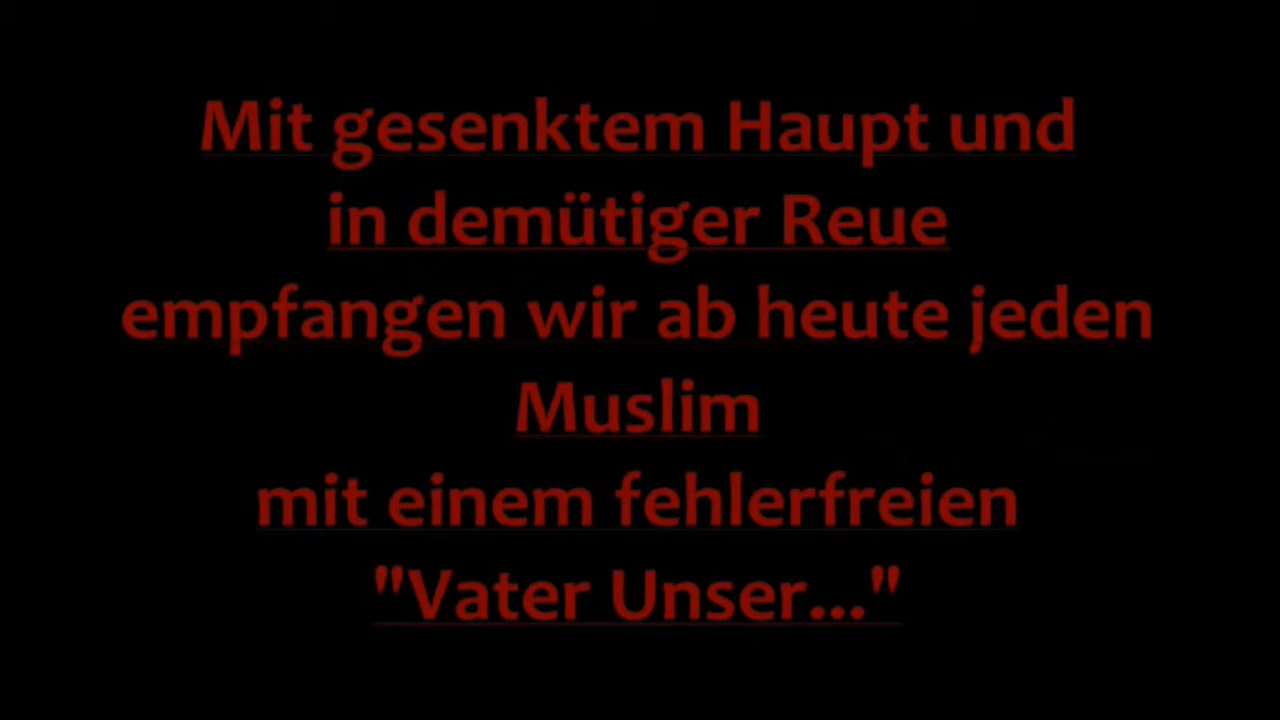 Mit gesenktem Haupt und
in demütiger Reue
empfangen wir ab heute jeden
Muslim
mit einem fehlerfreien
"Vater Unser..."